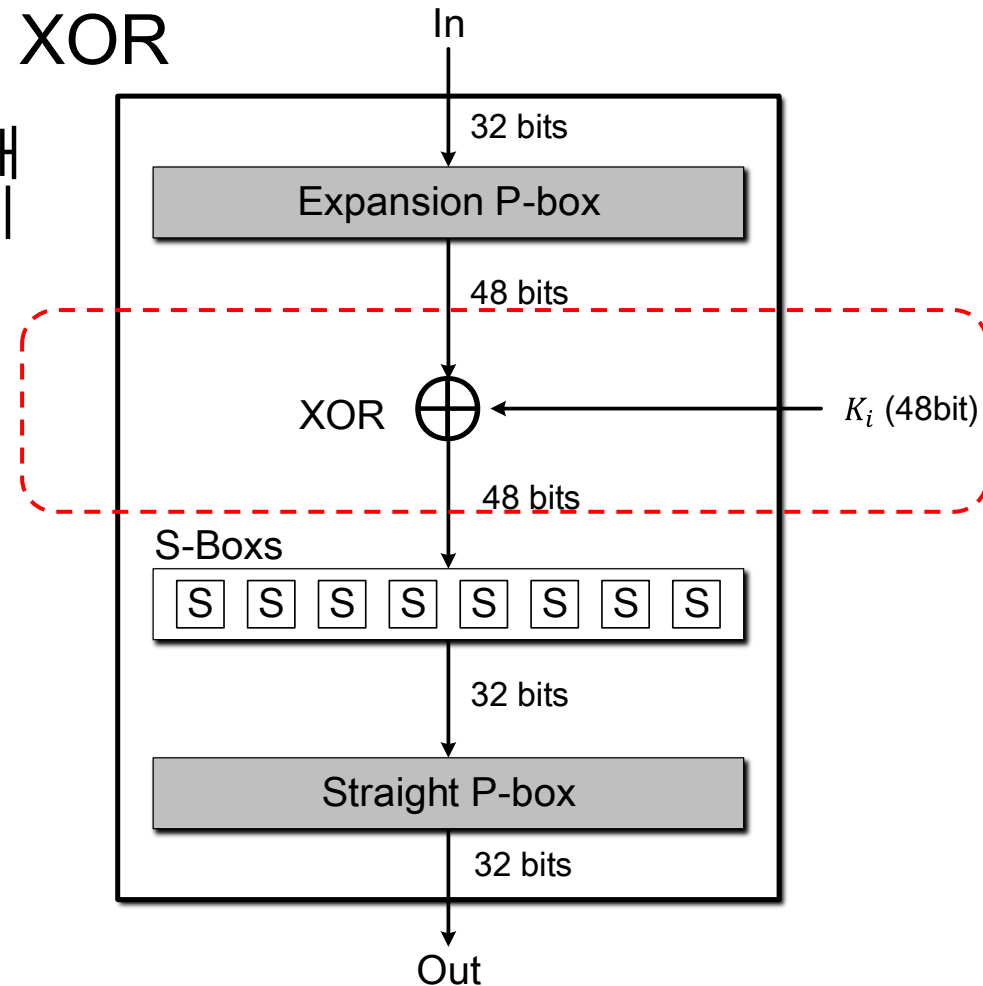 XOR
In
32 bits
Expansion P-box
48 bits
XOR
K_i (48bit)
48 bits
S-Boxs
S S S S S S S S
32 bits
Straight P-box
32 bits
Out